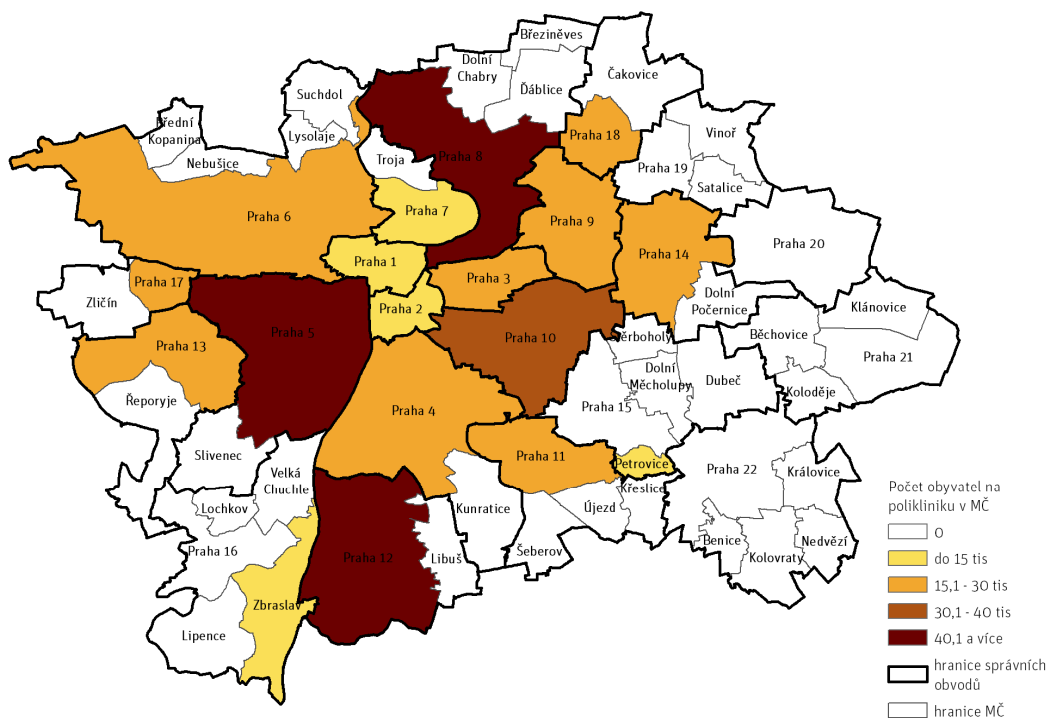 Březiněves
Dolní
Chabry
Ďáblice
Čakovice
Suchdol
Přední
Kopanina
Lysolaje
Nebušice
Troja
Praha 8
Praha 18
Vinoř
Praha 19
Satalice
Praha 6
Praha 7
Praha 9
Praha 20
Praha 1
Praha 3
Praha 14
Praha 17
Zličín
Praha 2
Dolní
Počernice
Klánovice
Praha 5
Praha 10
Štěrboholy
Běchovice
Praha 13
Praha 21
Dolní
Měcholupy
Dubeč
Koloděje
Řeporyje
Praha 4
Praha 15
Slivenec
Praha 11
Petrovice
Praha 22
Královice
Velká
Chuchle
Křeslice
Lochkov
Kunratice
Újezd
Praha 16
Praha 12
Libuš
Šeberov
Benice
Kolovraty
Nedvězí
Zbraslav
Lipence
Počet obyvatel na
polikliniku v MČ
0
do 15 tis
15,1 - 30 tis
30,1 - 40 tis
40,1 a více
hranice správních
obvodů
hranice MČ